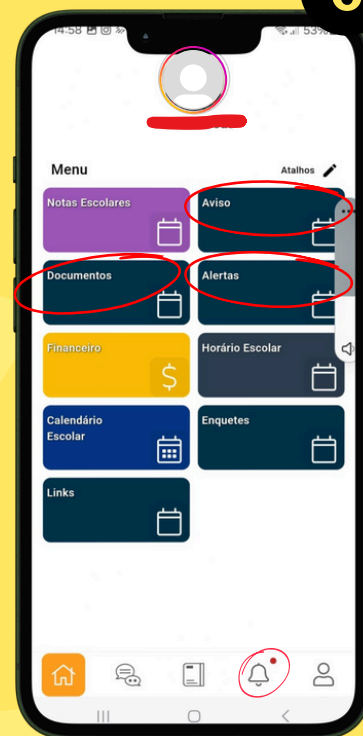 14:58 53%
Menu Atalhos
Notas Escolares Aviso
Documentos Alertas
Financeiro Horário Escolar
$
Calendário Enquetes
Escolar
Links